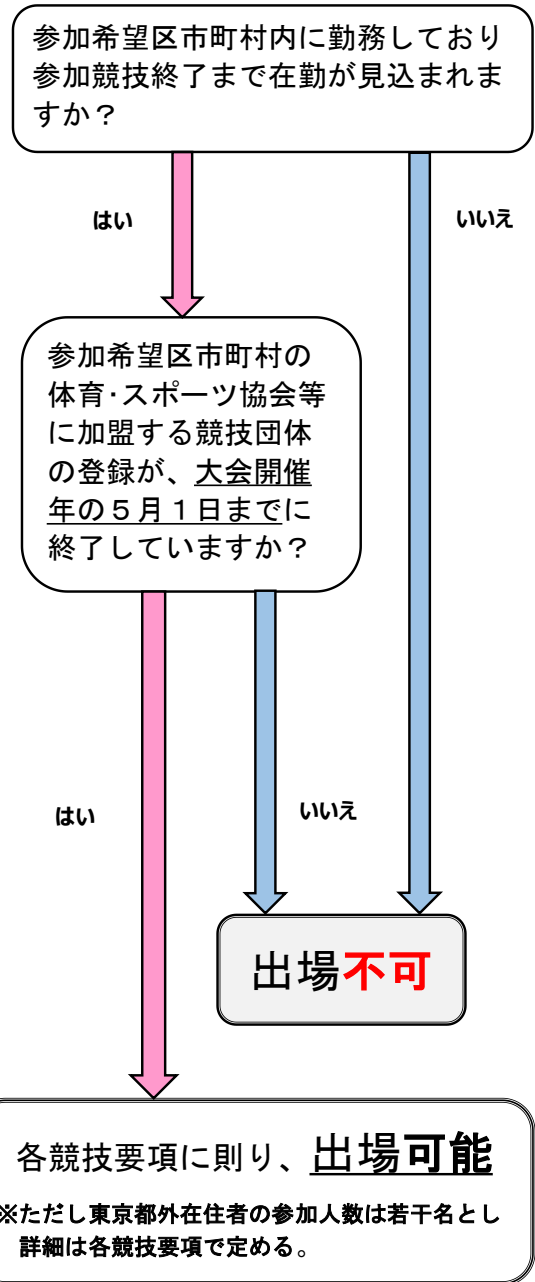 参加希望区市町村内に勤務しており
参加競技終了まで在勤が見込まれま
すか？
はい
いいえ
参加希望区市町村の
体育･スポーツ協会等
に加盟する競技団体
の登録が、大会開催
年の５月１日までに
終了していますか？
はい
いいえ
出場不可
各競技要項に則り、出場可能
※ただし東京都外在住者の参加人数は若干名とし
詳細は各競技要項で定める。